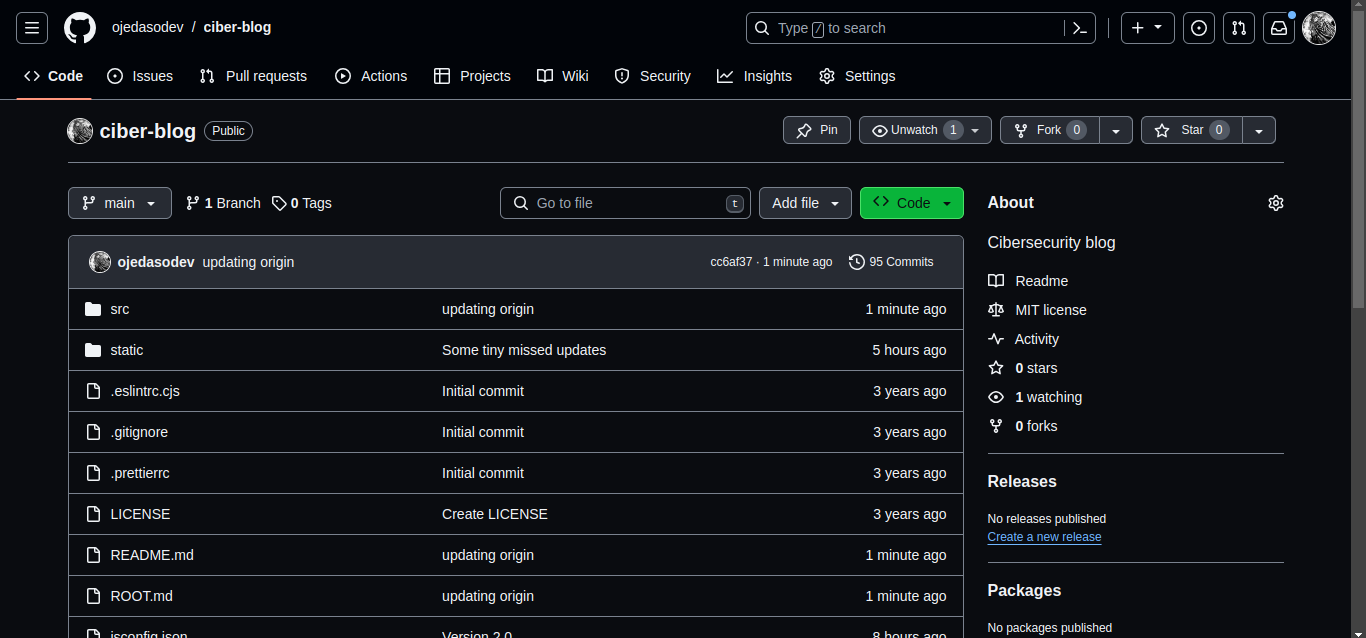 ojedasodev / ciber-blog
Type / to search
Code Issues Pull requests Actions Projects Wiki Security Insights Settings
ciber-blog Public
Pin Unwatch 1 Fork 0 Star 0
main 1 Branch 0 Tags Go to file t Add file Code
ojedasodev updating origin cc6af37 · 1 minute ago 95 Commits
src updating origin 1 minute ago
static Some tiny missed updates 5 hours ago
.eslintrc.cjs Initial commit 3 years ago
.gitignore Initial commit 3 years ago
.prettierrc Initial commit 3 years ago
LICENSE Create LICENSE 3 years ago
README.md updating origin 1 minute ago
ROOT.md updating origin 1 minute ago
jsconfig.json Version 2.0 8 hours ago
About
Cibersecurity blog
Readme
MIT license
Activity
0 stars
1 watching
0 forks
Releases
No releases published
Create a new release
Packages
No packages published